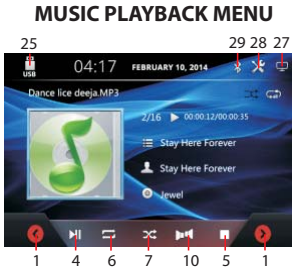 MUSIC PLAYBACK MENU
25 29 28 27
USB 04:17 FEBRUARY 10, 2014
Dance lice deeja.MP3
2/16 00:00:12/00:00:35
Stay Here Forever
Stay Here Forever
Jewel
1 4 6 7 10 5 1